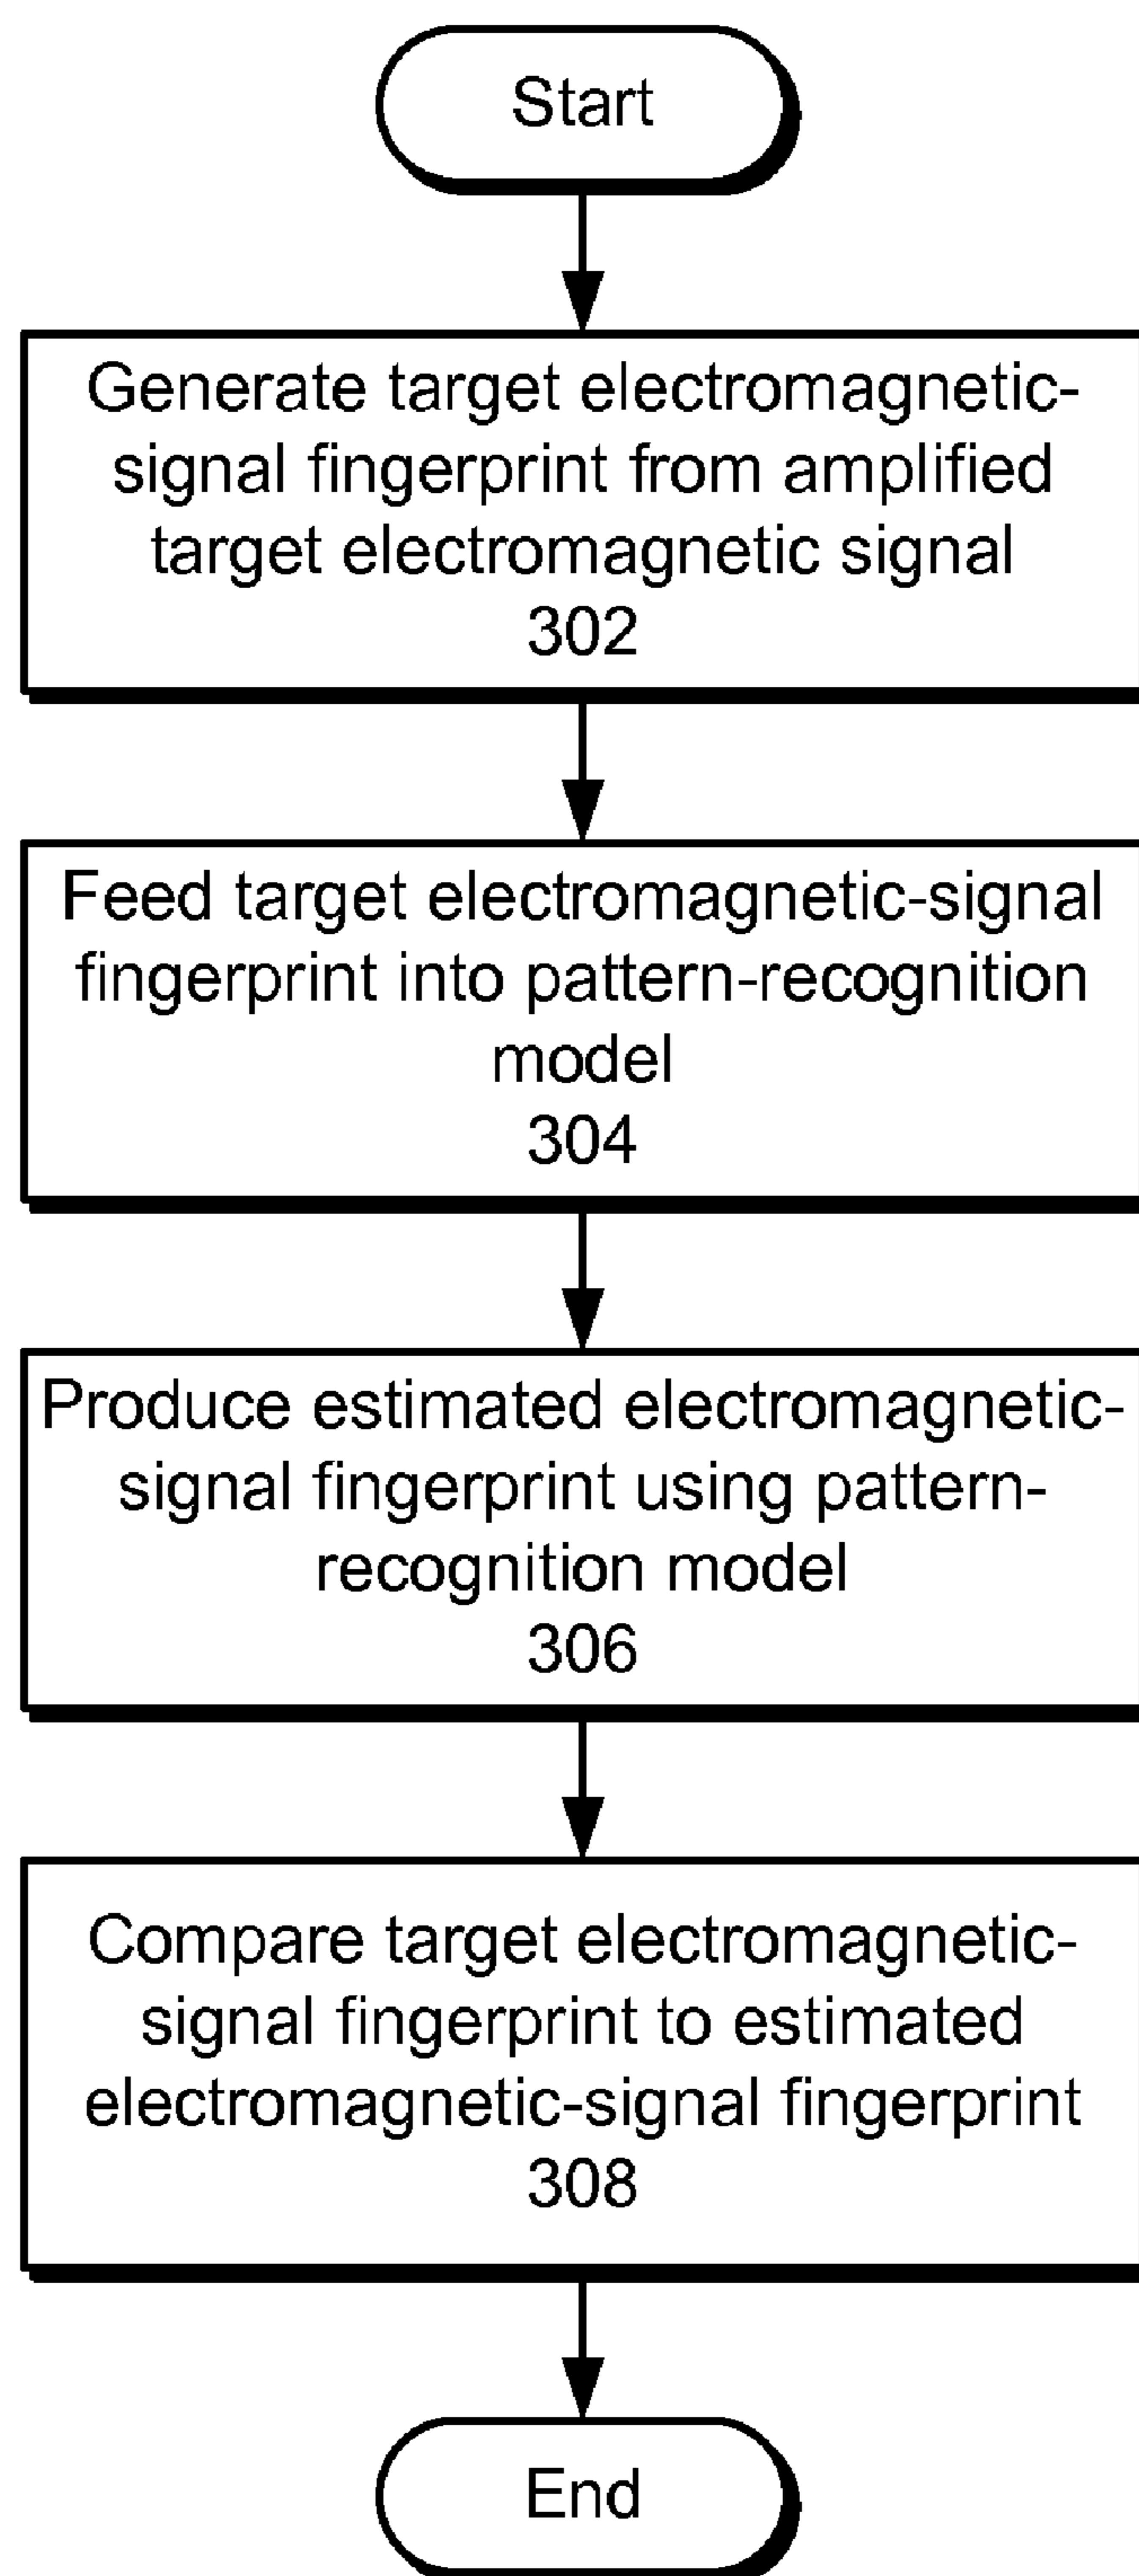 Start
Generate target electromagnetic-
signal fingerprint from amplified
target electromagnetic signal
302
Feed target electromagnetic-signal
fingerprint into pattern-recognition
model
304
Produce estimated electromagnetic-
signal fingerprint using pattern-
recognition model
306
Compare target electromagnetic-
signal fingerprint to estimated
electromagnetic-signal fingerprint
308
End